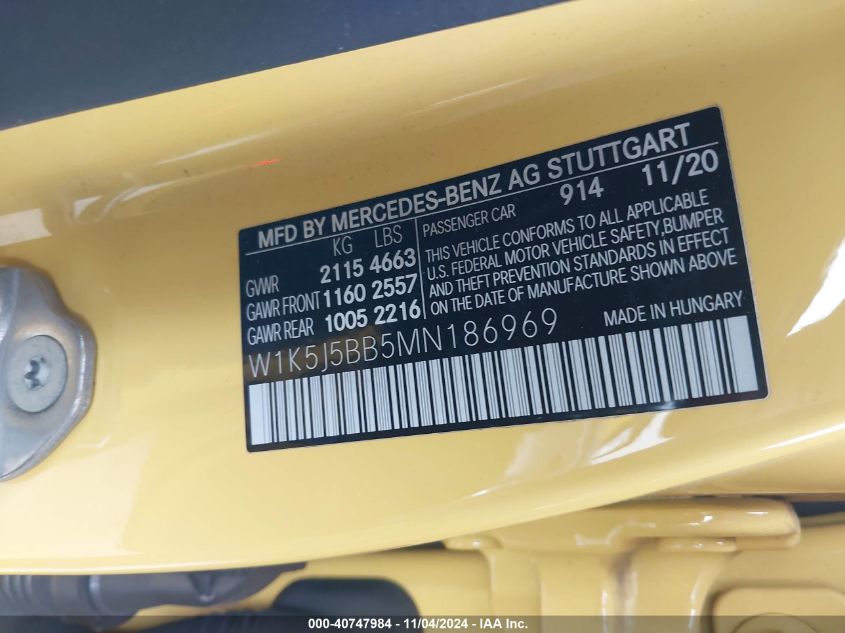 MFD BY MERCEDES-BENZ AG STUTTGART
KG LBS
GVWR 2115 4663
GAWR FRONT 1160 2557
GAWR REAR 1005 2216
PASSENGER CAR 914 11/20
THIS VEHICLE CONFORMS TO ALL APPLICABLE
U.S. FEDERAL MOTOR VEHICLE SAFETY,BUMPER
AND THEFT PREVENTION STANDARDS IN EFFECT
ON THE DATE OF MANUFACTURE SHOWN ABOVE
W1K5J5BB5MN186969
MADE IN HUNGARY
000-40747984 - 11/04/2024 - IAA Inc.